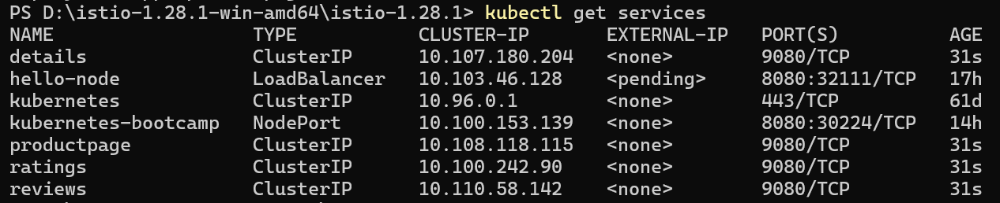 PS D:\istio-1.28.1-win-amd64\istio-1.28.1> kubectl get services
NAME                  TYPE           CLUSTER-IP       EXTERNAL-IP   PORT(S)          AGE
details               ClusterIP      10.107.180.204   <none>        9080/TCP         31s
hello-node            LoadBalancer   10.103.46.128    <pending>     8080:32111/TCP   17h
kubernetes            ClusterIP      10.96.0.1        <none>        443/TCP          61d
kubernetes-bootcamp   NodePort       10.100.153.139   <none>        8080:30224/TCP   14h
productpage           ClusterIP      10.108.118.115   <none>        9080/TCP         31s
ratings               ClusterIP      10.100.242.90    <none>        9080/TCP         31s
reviews               ClusterIP      10.110.58.142    <none>        9080/TCP         31s